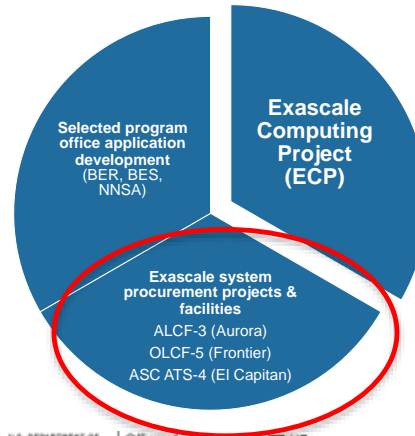 Selected program
office application
development
(BER, BES,
NNSA)
Exascale
Computing
Project
(ECP)
Exascale system
procurement projects &
facilities
ALCF-3 (Aurora)
OLCF-5 (Frontier)
ASC ATS-4 (El Capitan)